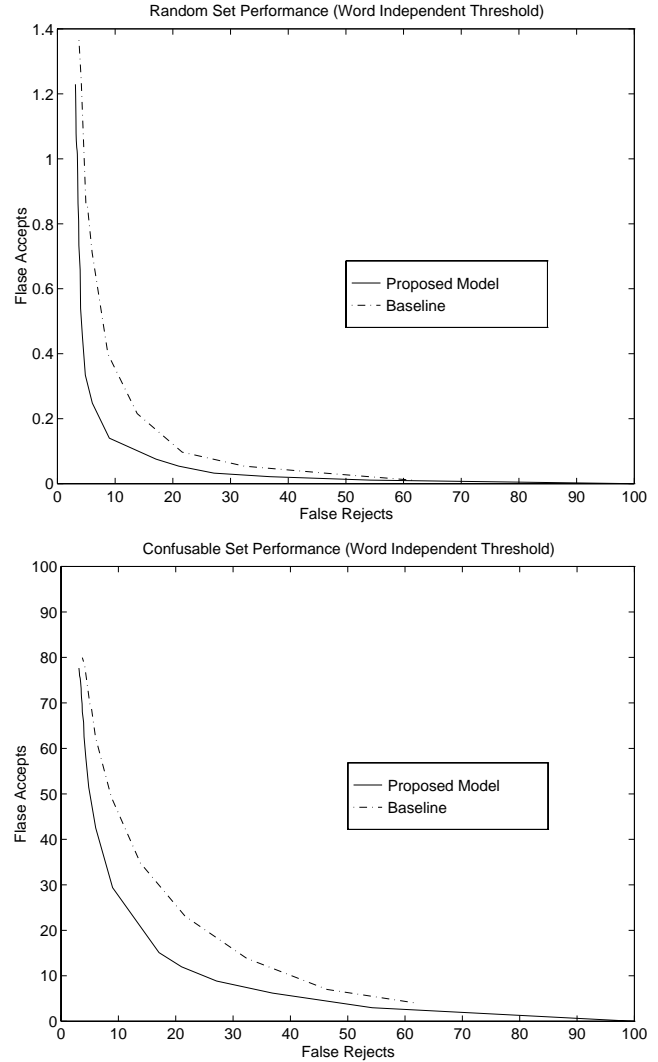 Random Set Performance (Word Independent Threshold)
1.4
1.2
1
0.8
0.6
0.4
0.2
0
Flase Accepts
Proposed Model
Baseline
0 10 20 30 40 50 60 70 80 90 100
False Rejects
Confusable Set Performance (Word Independent Threshold)
100
90
80
70
60
50
40
30
20
10
0
Flase Accepts
Proposed Model
Baseline
0 10 20 30 40 50 60 70 80 90 100
False Rejects